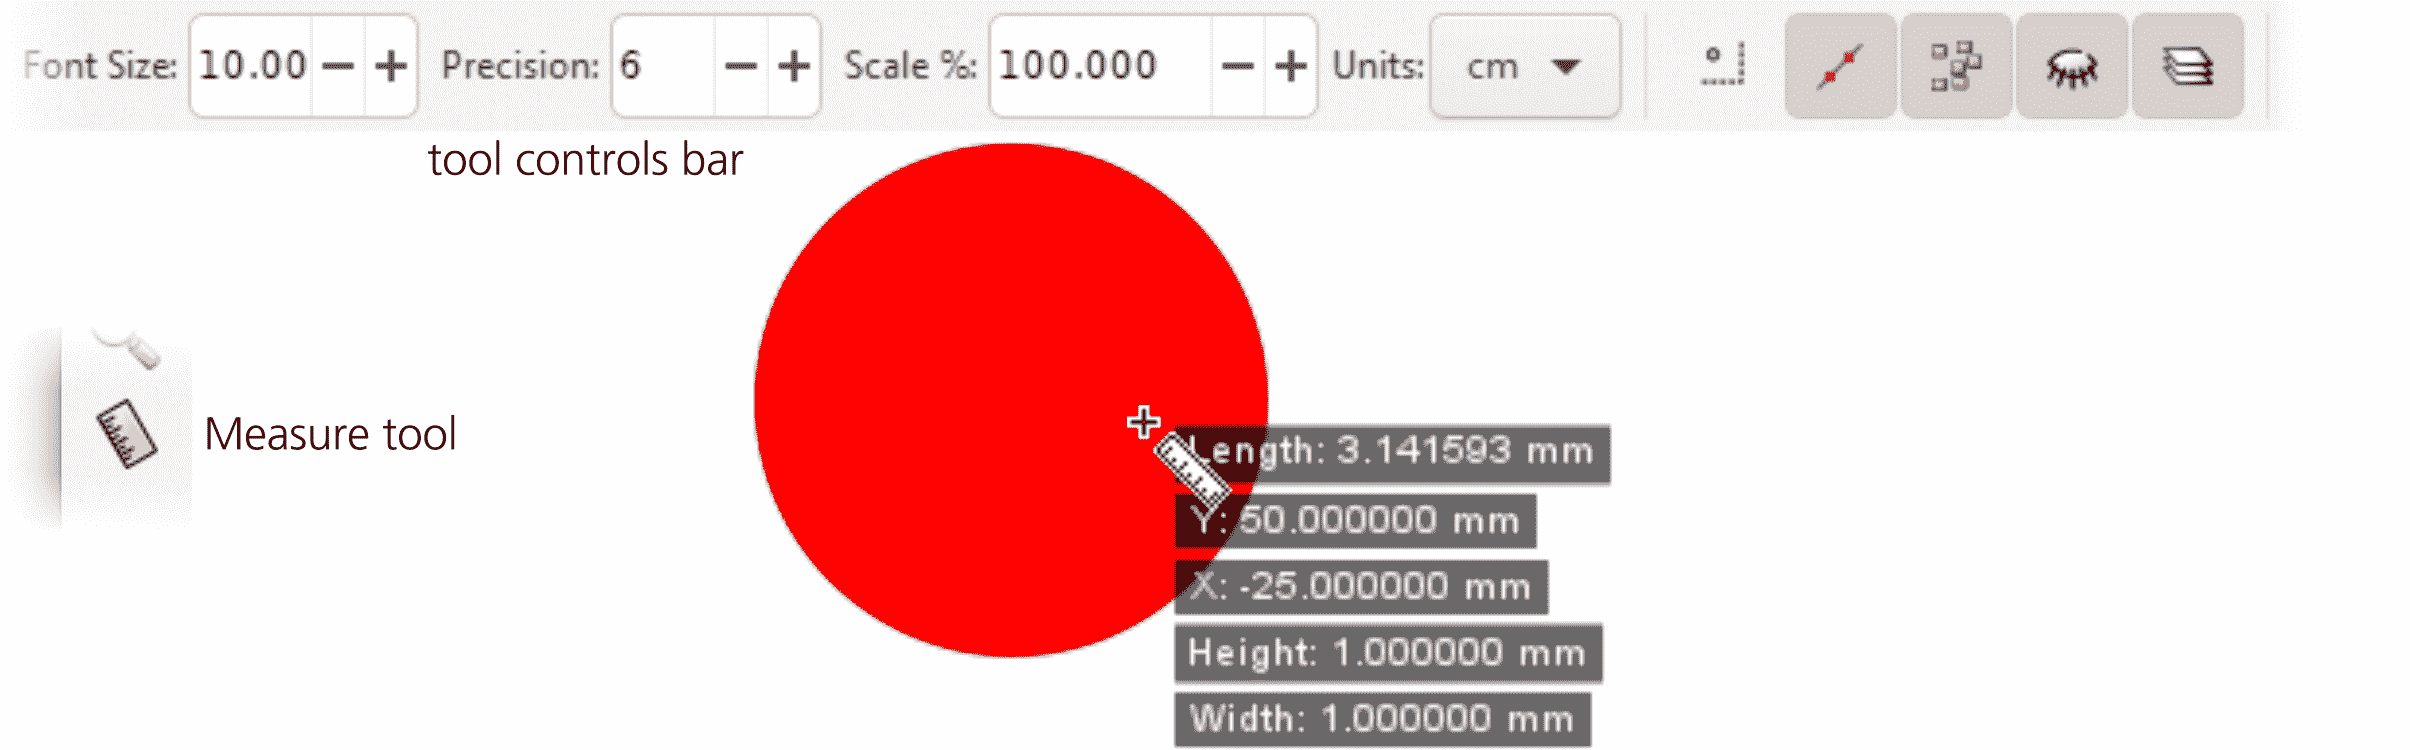 Font Size: 10.00 Precision: 6 Scale %: 100.000 Units: cm
tool controls bar
Measure tool
Length: 3.141593 mm
Y: 50.000000 mm
X: -25.000000 mm
Height: 1.000000 mm
Width: 1.000000 mm